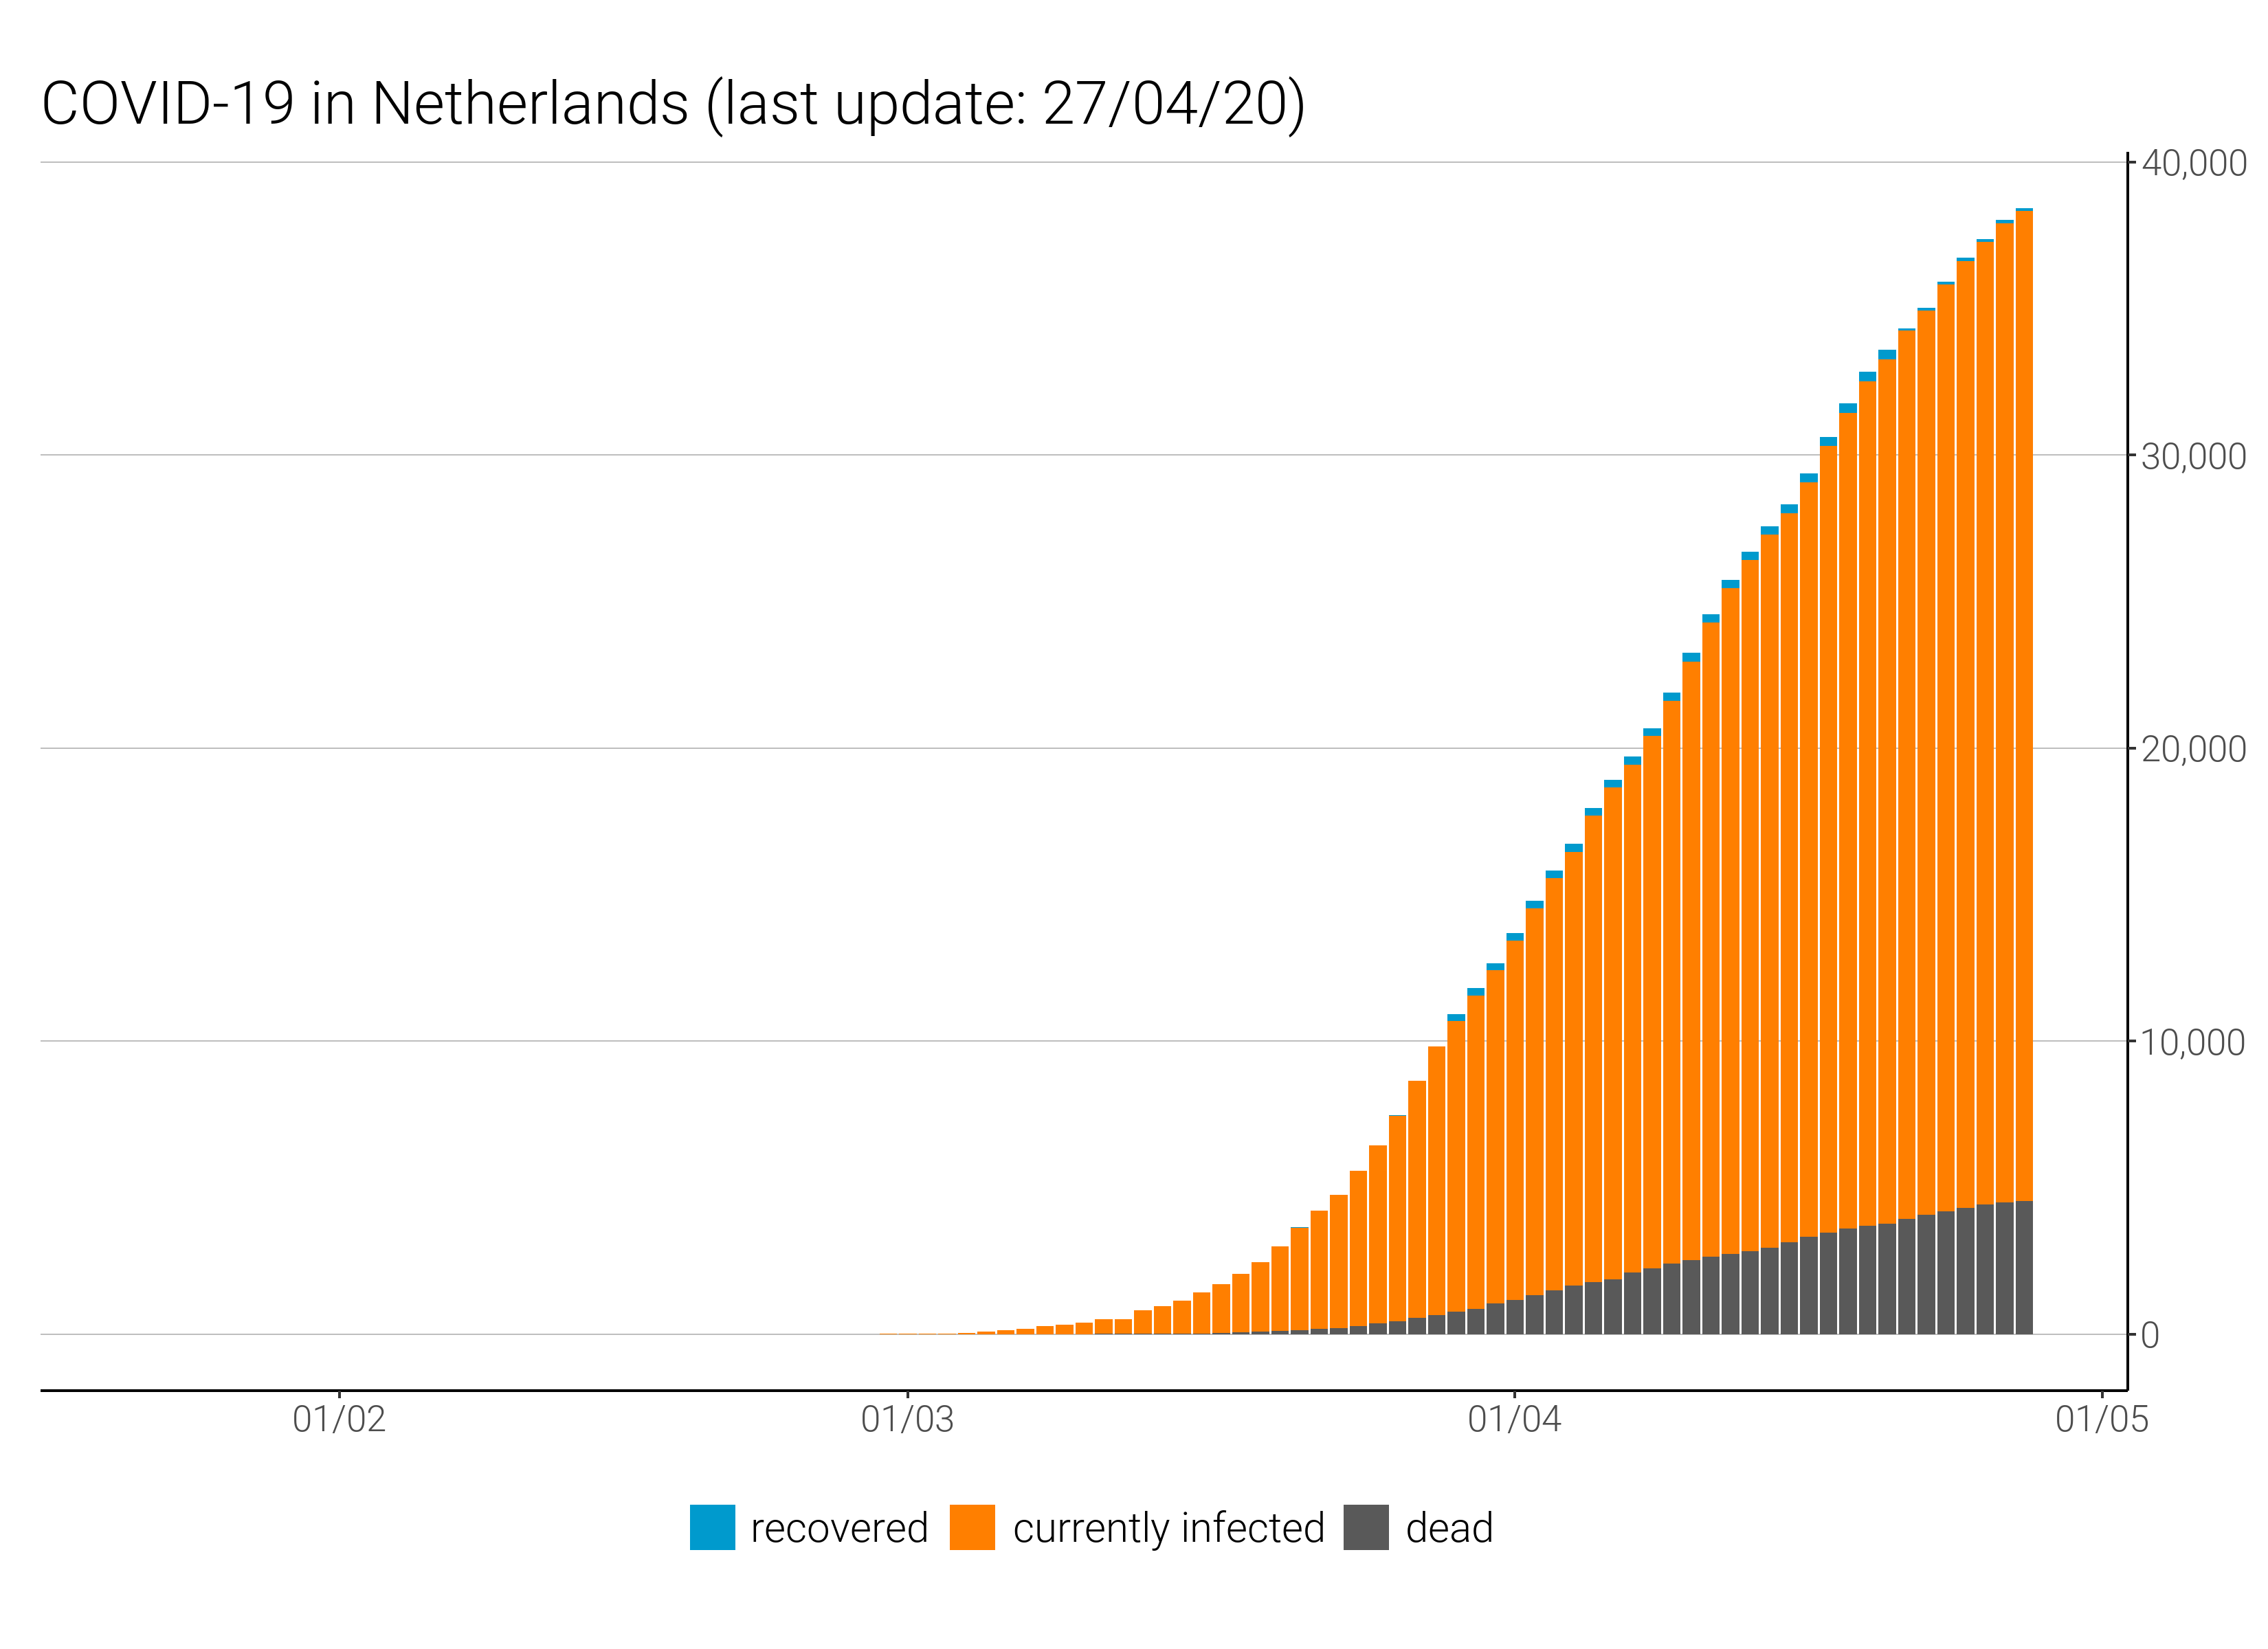 COVID-19 in Netherlands (last update: 27/04/20)
40,000
30,000
20,000
10,000
0
01/02 01/03 01/04 01/05
recovered currently infected dead